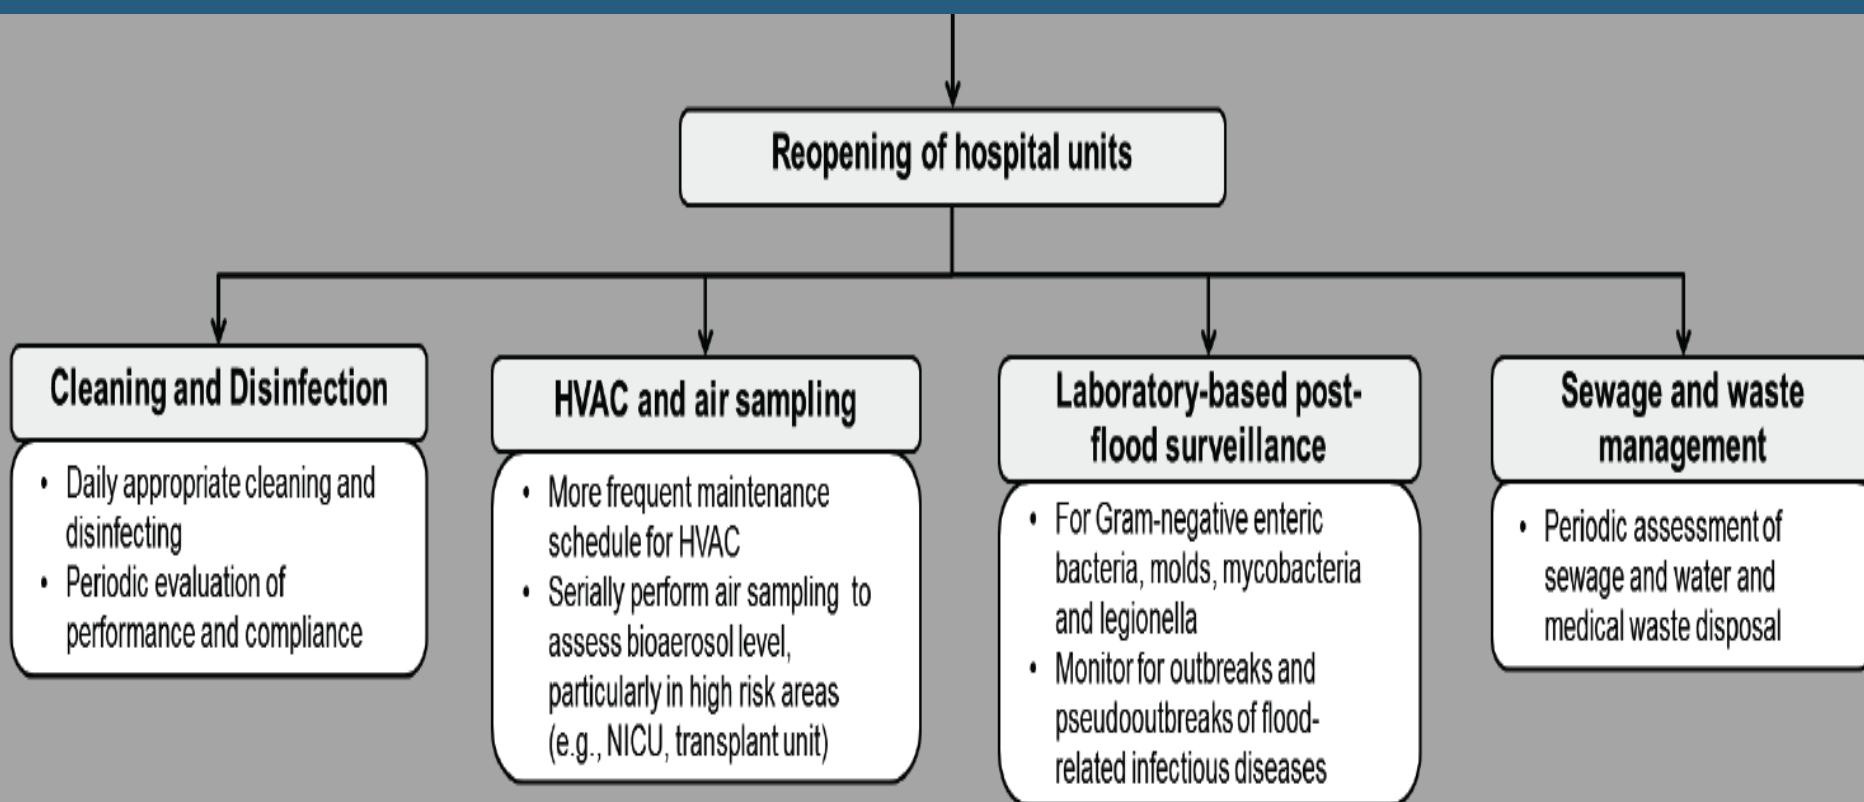 Reopening of hospital units
Cleaning and Disinfection
• Daily appropriate cleaning and
disinfecting
• Periodic evaluation of
performance and compliance
HVAC and air sampling
• More frequent maintenance
schedule for HVAC
• Serially perform air sampling to
assess bioaerosol level,
particularly in high risk areas
(e.g., NICU, transplant unit)
Laboratory-based post-
flood surveillance
• For Gram-negative enteric
bacteria, molds, mycobacteria
and legionella
• Monitor for outbreaks and
pseudooutbreaks of flood-
related infectious diseases
Sewage and waste
management
• Periodic assessment of
sewage and water and
medical waste disposal